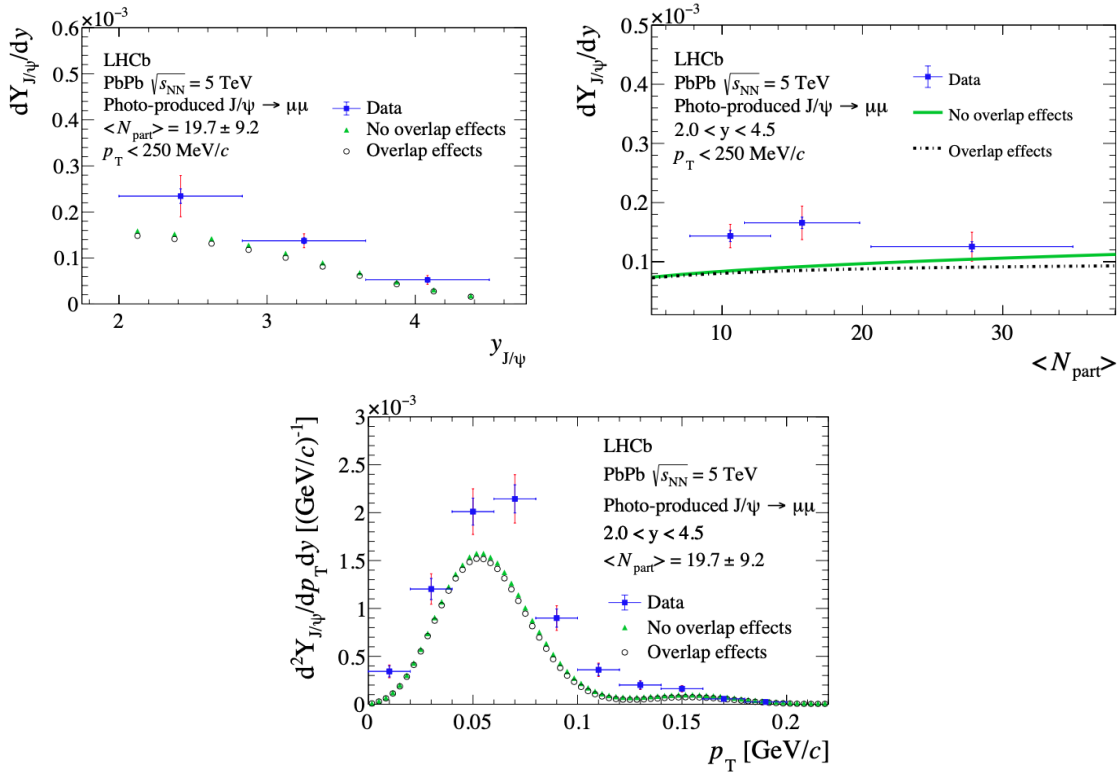 ×10⁻³
dY_J/ψ/dy
0.6
0.5
0.4
0.3
0.2
0.1
0
LHCb
PbPb √s_NN = 5 TeV
Photo-produced J/ψ → μμ
<N_part> = 19.7 ± 9.2
p_T < 250 MeV/c
Data
No overlap effects
Overlap effects
2 3 4
y_J/ψ
×10⁻³
dY_J/ψ/dy
0.5
0.4
0.3
0.2
0.1
LHCb
PbPb √s_NN = 5 TeV
Photo-produced J/ψ → μμ
2.0 < y < 4.5
p_T < 250 MeV/c
Data
No overlap effects
Overlap effects
10 20 30
<N_part>
×10⁻³
d²Y_J/ψ/dp_T dy [(GeV/c)⁻¹]
3
2.5
2
1.5
1
0.5
0
LHCb
PbPb √s_NN = 5 TeV
Photo-produced J/ψ → μμ
2.0 < y < 4.5
<N_part> = 19.7 ± 9.2
Data
No overlap effects
Overlap effects
0 0.05 0.1 0.15 0.2
p_T [GeV/c]